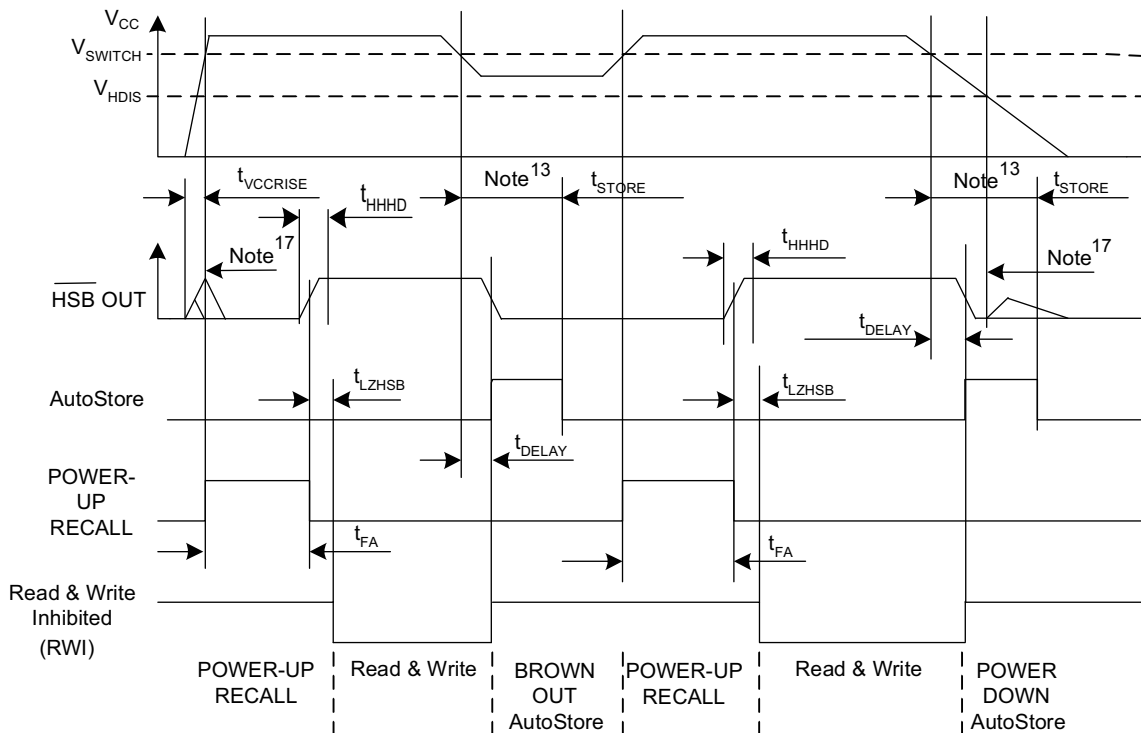 VCC
VSWITCH
VHDIS
tVCCRISE
Note13
tSTORE
Note13
tSTORE
tHHHD
tHHHD
Note17
Note17
HSB OUT
tDELAY
tLZHSB
tLZHSB
AutoStore
tDELAY
POWER-
UP
RECALL
tFA
tFA
Read & Write
Inhibited
(RWI)
POWER-UP
RECALL
Read & Write
BROWN
OUT
AutoStore
POWER-UP
RECALL
Read & Write
POWER
DOWN
AutoStore